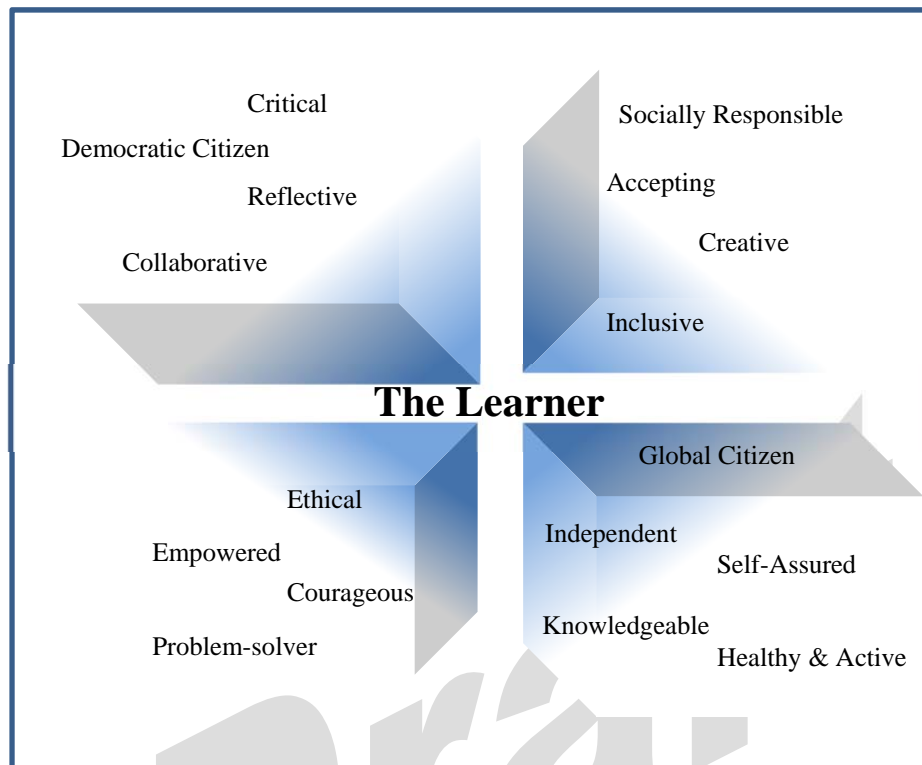 Critical
Democratic Citizen
Reflective
Collaborative
Socially Responsible
Accepting
Creative
Inclusive
The Learner
Ethical
Empowered
Courageous
Problem-solver
Global Citizen
Independent
Self-Assured
Knowledgeable
Healthy & Active